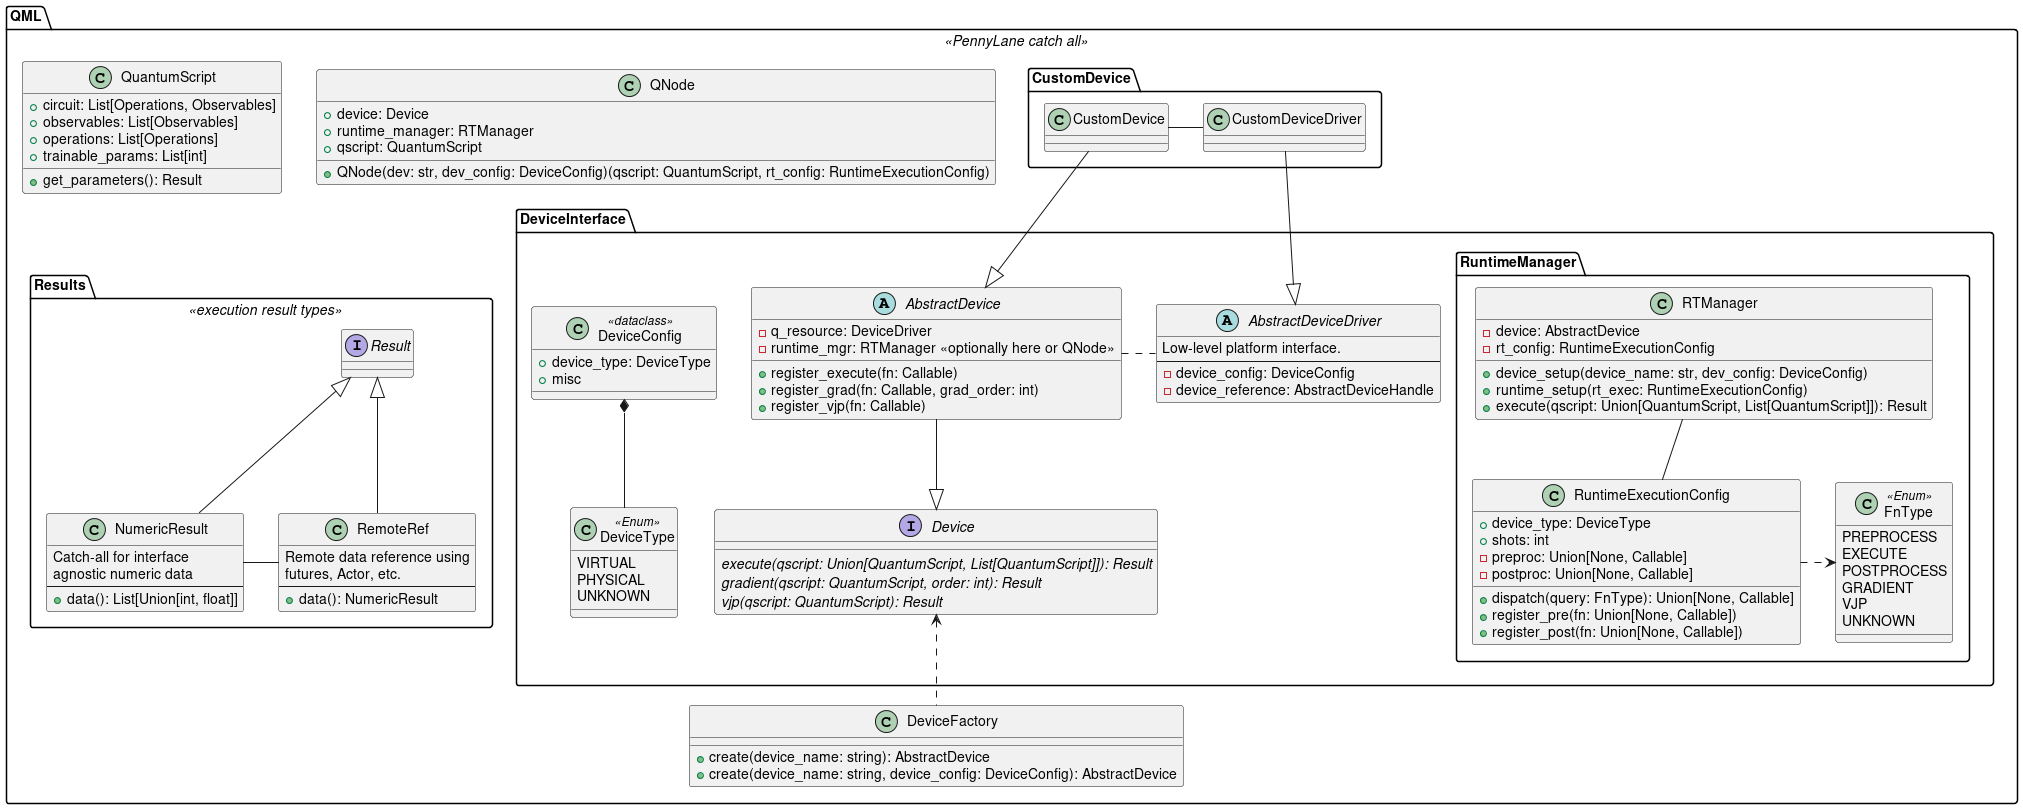 QML
«PennyLane catch all»
C QuantumScript
circuit: List[Operations, Observables]
observables: List[Observables]
operations: List[Operations]
trainable_params: List[int]
get_parameters(): Result
C QNode
device: Device
runtime_manager: RTManager
qscript: QuantumScript
QNode(dev: str, dev_config: DeviceConfig)(qscript: QuantumScript, rt_config: RuntimeExecutionConfig)
CustomDevice
C CustomDevice
C CustomDeviceDriver
Results
«execution result types»
I Result
C NumericResult
Catch-all for interface
agnostic numeric data
data(): List[Union[int, float]]
C RemoteRef
Remote data reference using
futures, Actor, etc.
data(): NumericResult
DeviceInterface
C «dataclass»
DeviceConfig
device_type: DeviceType
misc
A AbstractDevice
q_resource: DeviceDriver
runtime_mgr: RTManager «optionally here or QNode»
register_execute(fn: Callable)
register_grad(fn: Callable, grad_order: int)
register_vjp(fn: Callable)
A AbstractDeviceDriver
Low-level platform interface.
device_config: DeviceConfig
device_reference: AbstractDeviceHandle
C «Enum»
DeviceType
VIRTUAL
PHYSICAL
UNKNOWN
I Device
execute(qscript: Union[QuantumScript, List[QuantumScript]]): Result
gradient(qscript: QuantumScript, order: int): Result
vjp(qscript: QuantumScript): Result
RuntimeManager
C RTManager
device: AbstractDevice
rt_config: RuntimeExecutionConfig
device_setup(device_name: str, dev_config: DeviceConfig)
runtime_setup(rt_exec: RuntimeExecutionConfig)
execute(qscript: Union[QuantumScript, List[QuantumScript]]): Result
C RuntimeExecutionConfig
device_type: DeviceType
shots: int
preproc: Union[None, Callable]
postproc: Union[None, Callable]
dispatch(query: FnType): Union[None, Callable]
register_pre(fn: Union[None, Callable])
register_post(fn: Union[None, Callable])
C «Enum»
FnType
PREPROCESS
EXECUTE
POSTPROCESS
GRADIENT
VJP
UNKNOWN
C DeviceFactory
create(device_name: string): AbstractDevice
create(device_name: string, device_config: DeviceConfig): AbstractDevice